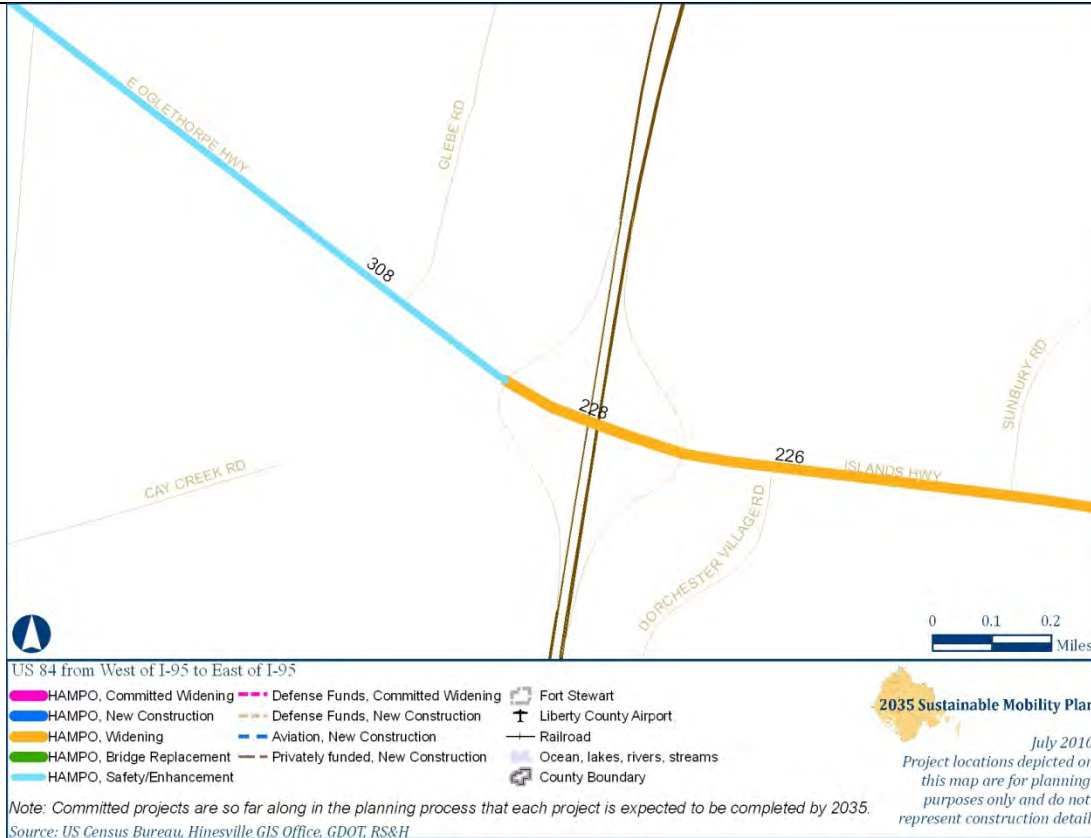 E OGLETHORPE HWY
GLEBE RD
308
228
226
ISLANDS HWY
SUNBURY RD
CAY CREEK RD
DORCHESTER VILLAGE RD
0 0.1 0.2
Miles
US 84 from West of I-95 to East of I-95
HAMPO, Committed Widening
HAMPO, New Construction
HAMPO, Widening
HAMPO, Bridge Replacement
HAMPO, Safety/Enhancement
Defense Funds, Committed Widening
Defense Funds, New Construction
Aviation, New Construction
Privately funded, New Construction
Fort Stewart
Liberty County Airport
Railroad
Ocean, lakes, rivers, streams
County Boundary
2035 Sustainable Mobility Plan
July 2010
Project locations depicted on
this map are for planning
purposes only and do not
represent construction detail
Note: Committed projects are so far along in the planning process that each project is expected to be completed by 2035.
Source: US Census Bureau, Hinesville GIS Office, GDOT, RS&H